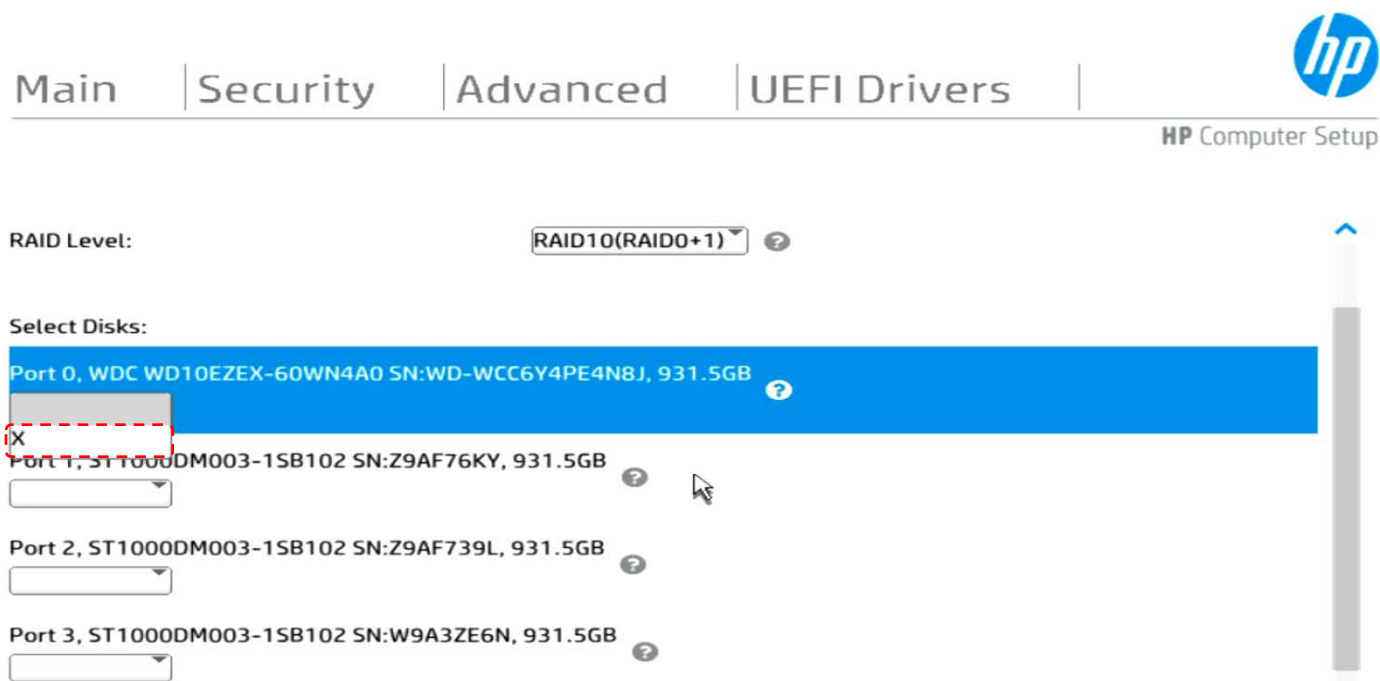 hp
Main Security Advanced UEFI Drivers
HP Computer Setup
RAID Level: RAID10(RAID0+1) ?
Select Disks:
Port 0, WDC WD10EZEX-60WN4A0 SN:WD-WCC6Y4PE4N8J, 931.5GB ?
X
Port 1, ST1000DM003-1SB102 SN:Z9AF76KY, 931.5GB ?
Port 2, ST1000DM003-1SB102 SN:Z9AF739L, 931.5GB ?
Port 3, ST1000DM003-1SB102 SN:W9A3ZE6N, 931.5GB ?